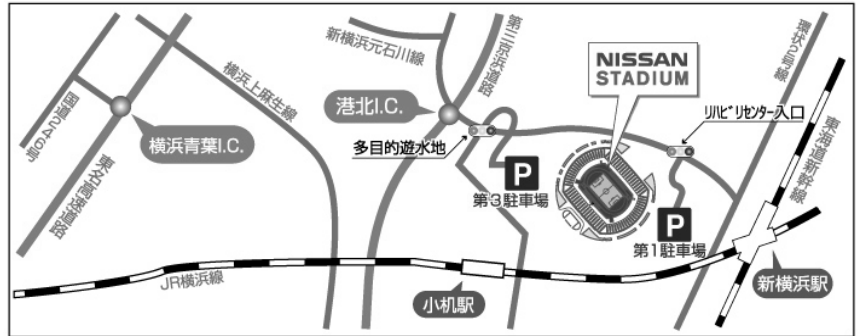 新横浜元石川線
第三京浜道路
NISSAN
STADIUM
環状2号線
横浜上麻生線
港北I.C.
リハビリセンター入口
国道246号
横浜青葉I.C.
多目的遊水地
東海道新幹線
東名高速道路
P
第3駐車場
P
第1駐車場
JR横浜線
小机駅
新横浜駅